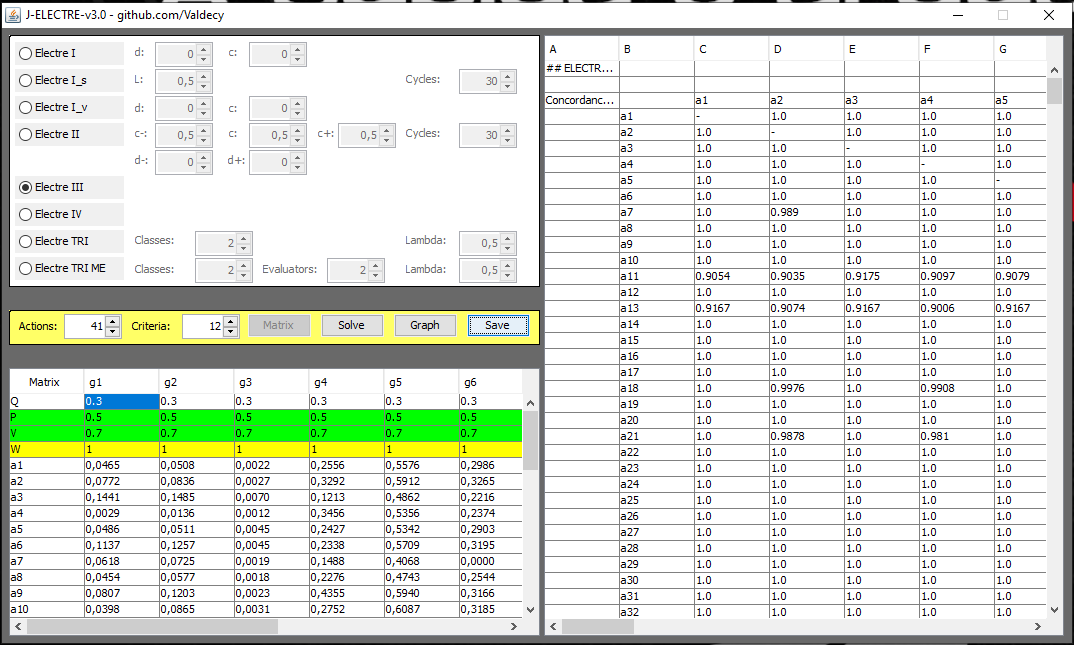 J-ELECTRE-v3.0 - github.com/Valdecy
Electre I d: 0 c: 0
Electre I_s L: 0,5 Cycles: 30
Electre I_v d: 0 c: 0
Electre II c-: 0,5 c: 0,5 c+: 0,5 Cycles: 30
d-: 0 d+: 0
Electre III
Electre IV
Electre TRI Classes: 2 Lambda: 0,5
Electre TRI ME Classes: 2 Evaluators: 2 Lambda: 0,5
Actions: 41 Criteria: 12 Matrix Solve Graph Save
Matrix g1 g2 g3 g4 g5 g6
Q 0.3 0.3 0.3 0.3 0.3 0.3
P 0.5 0.5 0.5 0.5 0.5 0.5
V 0.7 0.7 0.7 0.7 0.7 0.7
W 1 1 1 1 1 1
a1 0,0465 0,0508 0,0022 0,2556 0,5576 0,2986
a2 0,0772 0,0836 0,0027 0,3292 0,5912 0,3265
a3 0,1441 0,1485 0,0070 0,1213 0,4862 0,2216
a4 0,0029 0,0136 0,0012 0,3456 0,5356 0,2374
a5 0,0486 0,0511 0,0045 0,2427 0,5342 0,2903
a6 0,1137 0,1257 0,0045 0,2338 0,5709 0,3195
a7 0,0618 0,0725 0,0019 0,1488 0,4068 0,0000
a8 0,0454 0,0577 0,0018 0,2276 0,4743 0,2544
a9 0,0807 0,1203 0,0023 0,4355 0,5940 0,3166
a10 0,0398 0,0865 0,0031 0,2752 0,6087 0,3185
A B C D E F G
## ELECTR...
Concordanc... a1 a2 a3 a4 a5
a1 - 1.0 1.0 1.0 1.0
a2 1.0 - 1.0 1.0 1.0
a3 1.0 1.0 - 1.0 1.0
a4 1.0 1.0 1.0 - 1.0
a5 1.0 1.0 1.0 1.0 -
a6 1.0 1.0 1.0 1.0 1.0
a7 1.0 0.989 1.0 1.0 1.0
a8 1.0 1.0 1.0 1.0 1.0
a9 1.0 1.0 1.0 1.0 1.0
a10 1.0 1.0 1.0 1.0 1.0
a11 0.9054 0.9035 0.9175 0.9097 0.9079
a12 1.0 1.0 1.0 1.0 1.0
a13 0.9167 0.9074 0.9167 0.9006 0.9167
a14 1.0 1.0 1.0 1.0 1.0
a15 1.0 1.0 1.0 1.0 1.0
a16 1.0 1.0 1.0 1.0 1.0
a17 1.0 1.0 1.0 1.0 1.0
a18 1.0 0.9976 1.0 0.9908 1.0
a19 1.0 1.0 1.0 1.0 1.0
a20 1.0 1.0 1.0 1.0 1.0
a21 1.0 0.9878 1.0 0.981 1.0
a22 1.0 1.0 1.0 1.0 1.0
a23 1.0 1.0 1.0 1.0 1.0
a24 1.0 1.0 1.0 1.0 1.0
a25 1.0 1.0 1.0 1.0 1.0
a26 1.0 1.0 1.0 1.0 1.0
a27 1.0 1.0 1.0 1.0 1.0
a28 1.0 1.0 1.0 1.0 1.0
a29 1.0 1.0 1.0 1.0 1.0
a30 1.0 1.0 1.0 1.0 1.0
a31 1.0 1.0 1.0 1.0 1.0
a32 1.0 1.0 1.0 1.0 1.0